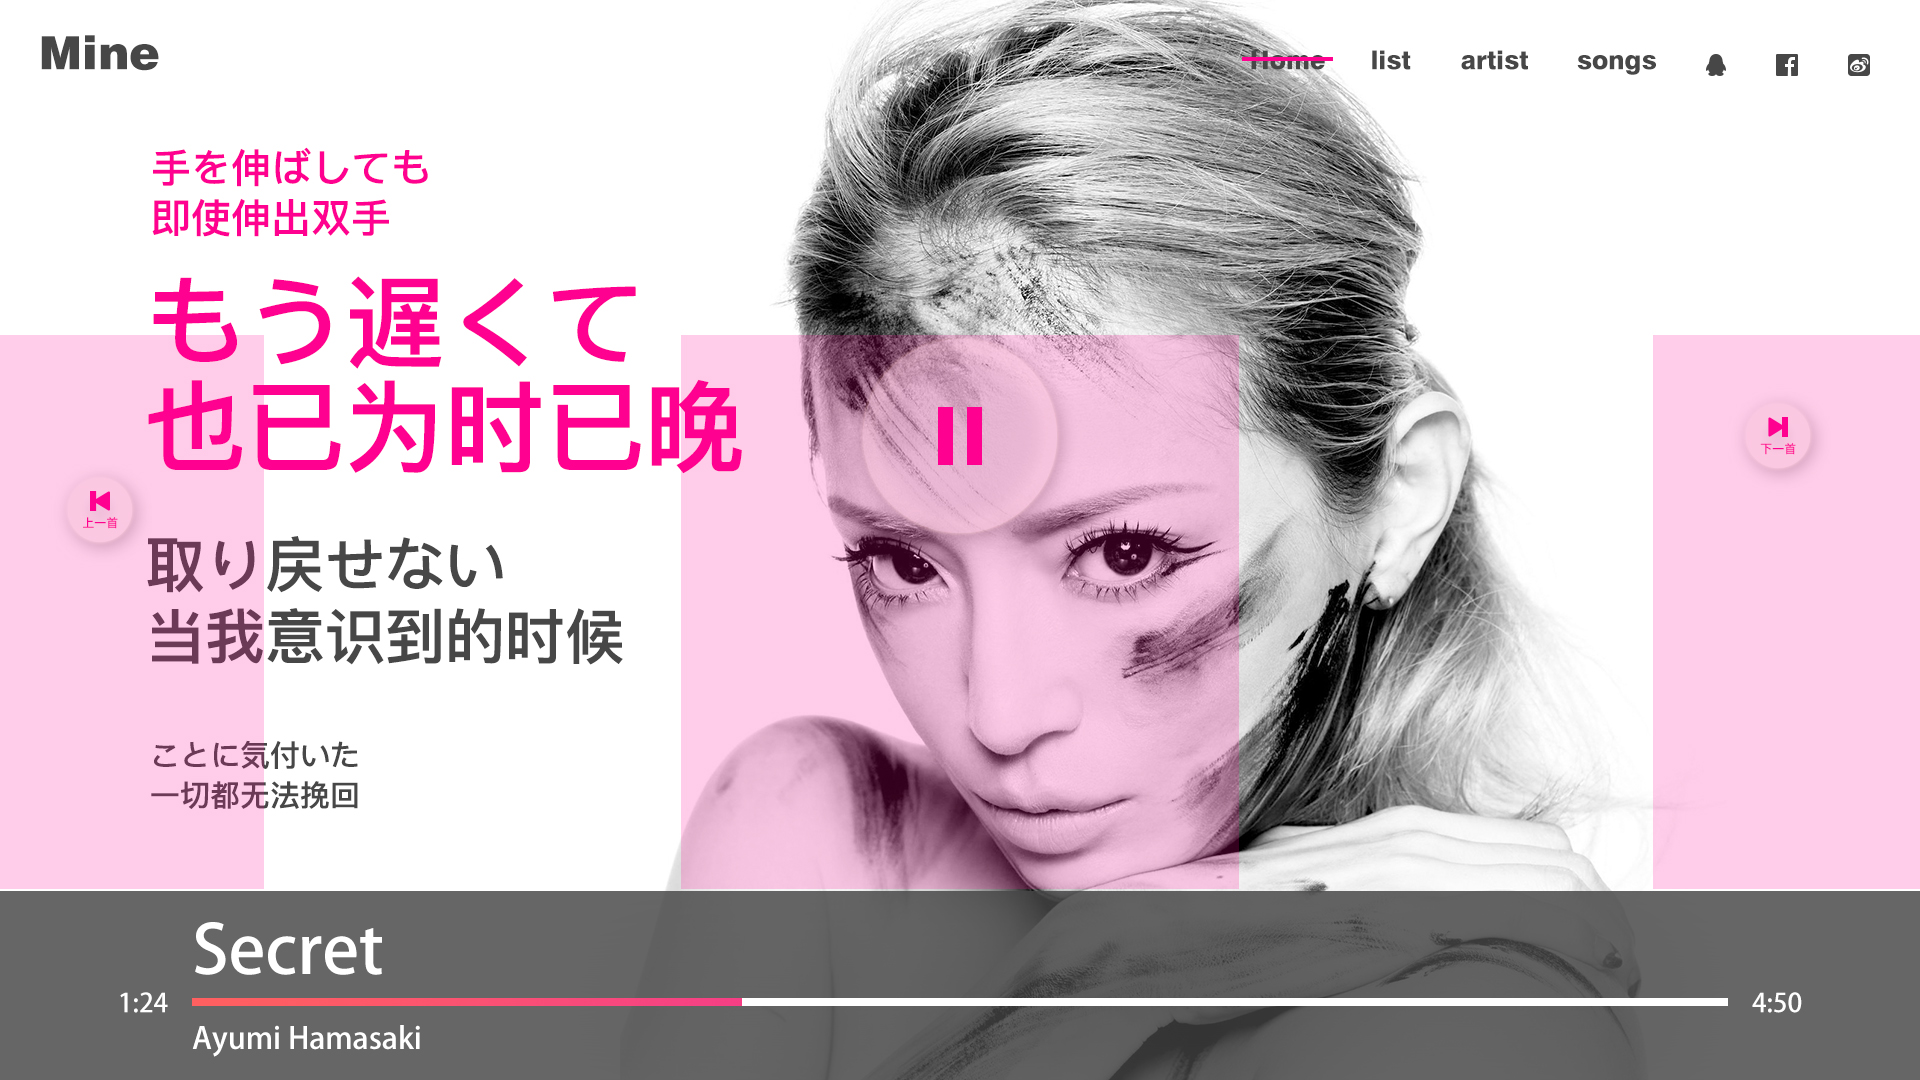 Mine
Home
list
artist
songs
手を伸ばしても
即使伸出双手
もう遅くて
也已为时已晚
下一首
上一首
取り戻せない
当我意识到的时候
ことに気付いた
一切都无法挽回
Secret
1:24
4:50
Ayumi Hamasaki